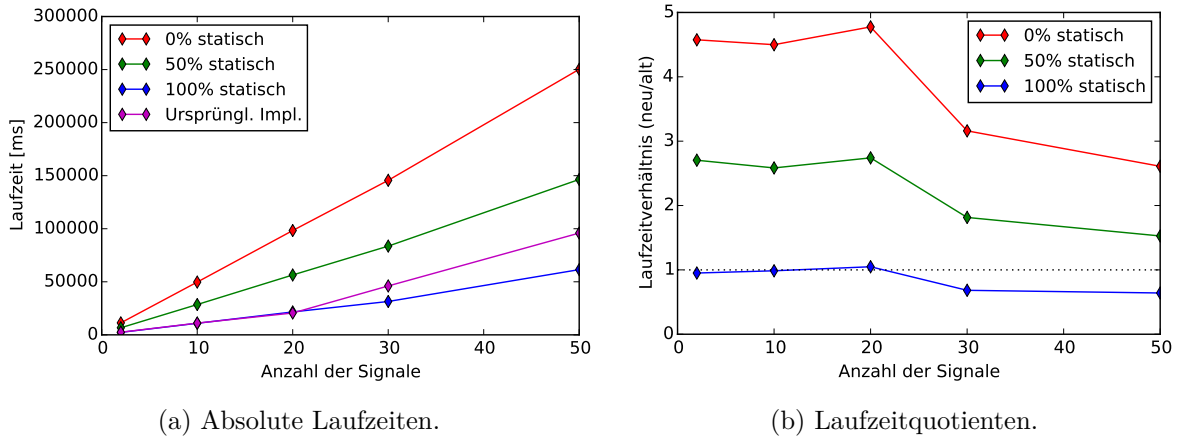 300000
250000
200000
150000
100000
50000
0
Laufzeit [ms]
0% statisch
50% statisch
100% statisch
Ursprüngl. Impl.
0 10 20 30 40 50
Anzahl der Signale
(a) Absolute Laufzeiten.
5
4
3
2
1
0
Laufzeitverhältnis (neu/alt)
0% statisch
50% statisch
100% statisch
0 10 20 30 40 50
Anzahl der Signale
(b) Laufzeitquotienten.